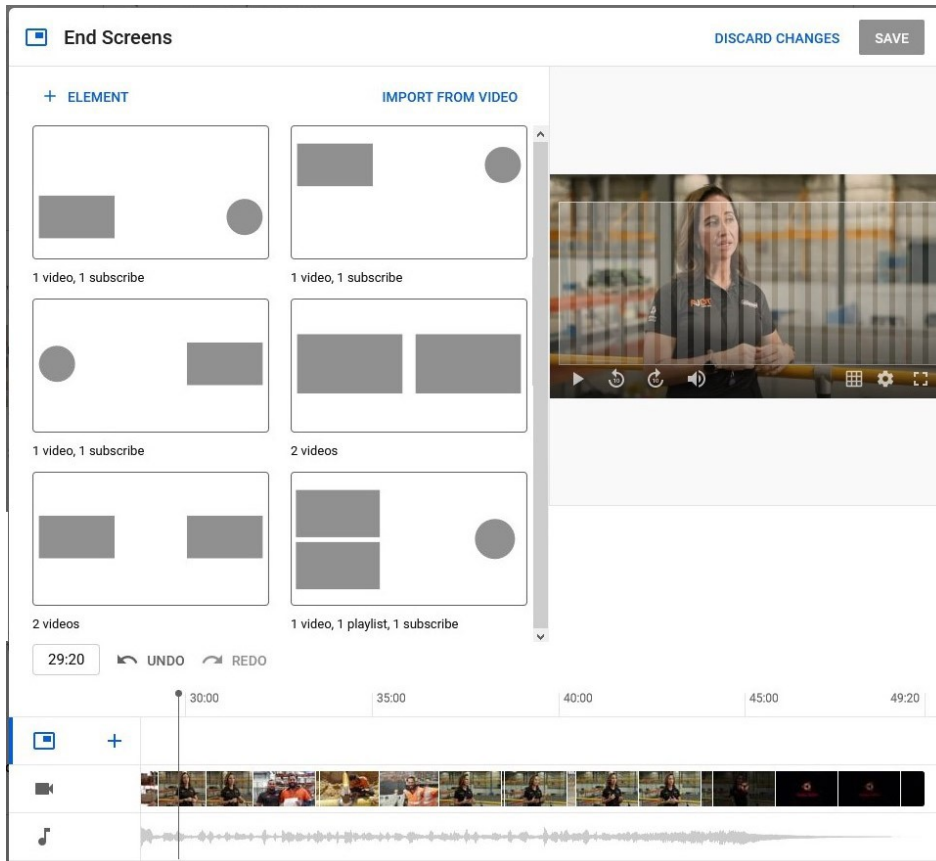 End Screens
DISCARD CHANGES
SAVE
+ ELEMENT
IMPORT FROM VIDEO
1 video, 1 subscribe
1 video, 1 subscribe
1 video, 1 subscribe
2 videos
2 videos
1 video, 1 playlist, 1 subscribe
29:20
UNDO
REDO
30:00
35:00
40:00
45:00
49:20